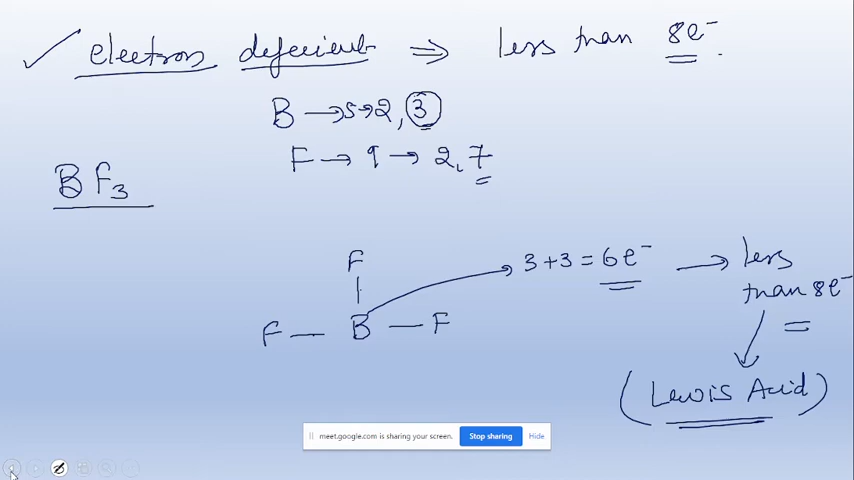 electron deficient ⇒ less than 8e⁻.
B → 5 → 2, 3
F → 9 → 2, 7
BF₃
F
F — B — F
3 + 3 = 6e⁻ → less than 8e⁻
(Lewis Acid)
meet.google.com is sharing your screen. Stop sharing Hide